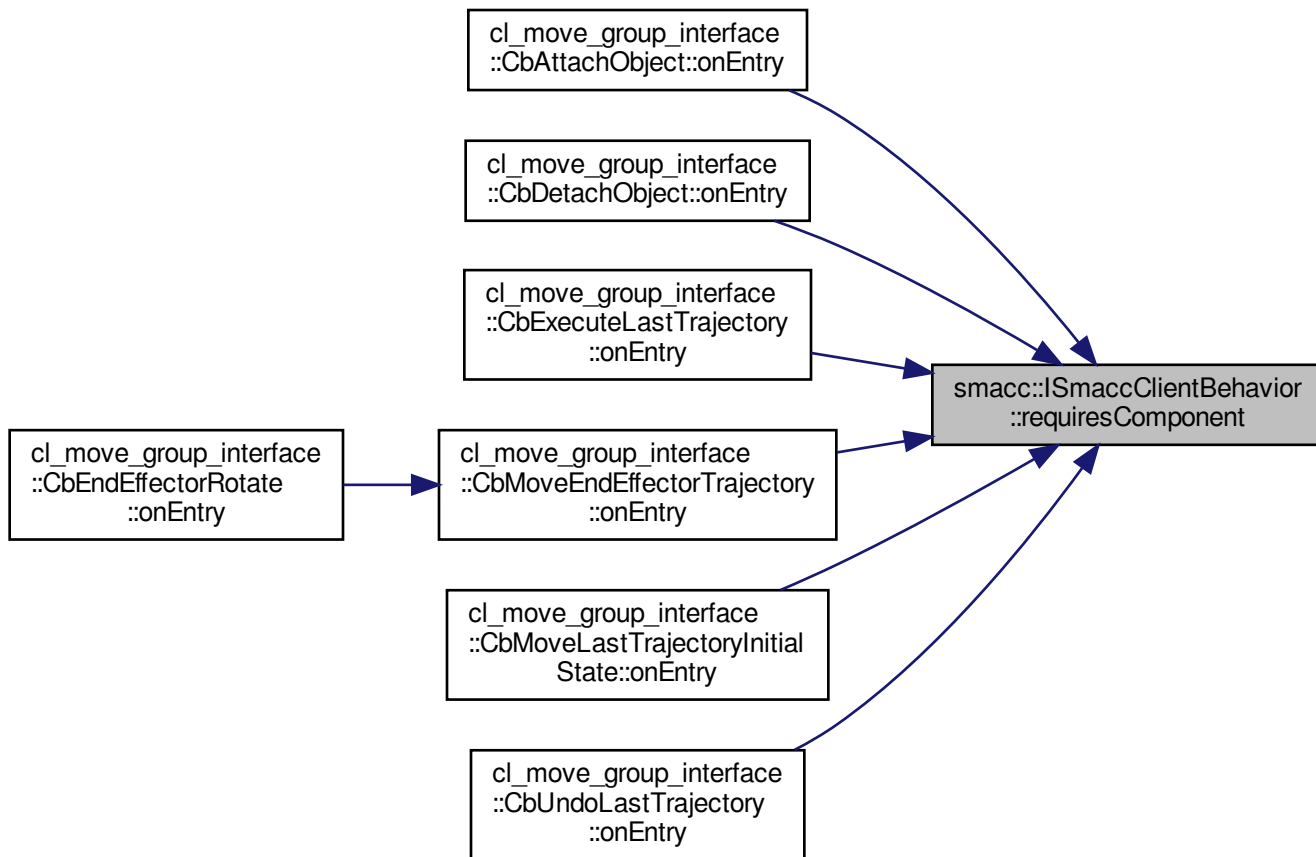 cl_move_group_interface
::CbAttachObject::onEntry
cl_move_group_interface
::CbDetachObject::onEntry
cl_move_group_interface
::CbExecuteLastTrajectory
::onEntry
smacc::ISmaccClientBehavior
::requiresComponent
cl_move_group_interface
::CbEndEffectorRotate
::onEntry
cl_move_group_interface
::CbMoveEndEffectorTrajectory
::onEntry
cl_move_group_interface
::CbMoveLastTrajectoryInitial
State::onEntry
cl_move_group_interface
::CbUndoLastTrajectory
::onEntry